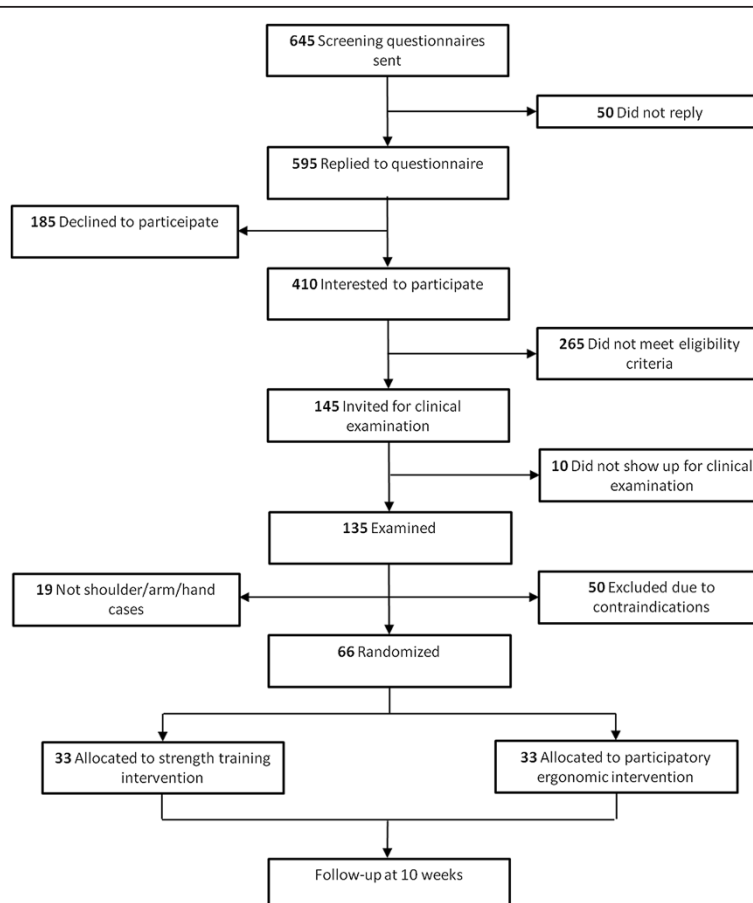 645 Screening questionnaires
sent
50 Did not reply
595 Replied to questionnaire
185 Declined to particeipate
410 Interested to participate
265 Did not meet eligibility
criteria
145 Invited for clinical
examination
10 Did not show up for clinical
examination
135 Examined
19 Not shoulder/arm/hand
cases
50 Excluded due to
contraindications
66 Randomized
33 Allocated to strength training
intervention
33 Allocated to participatory
ergonomic intervention
Follow-up at 10 weeks